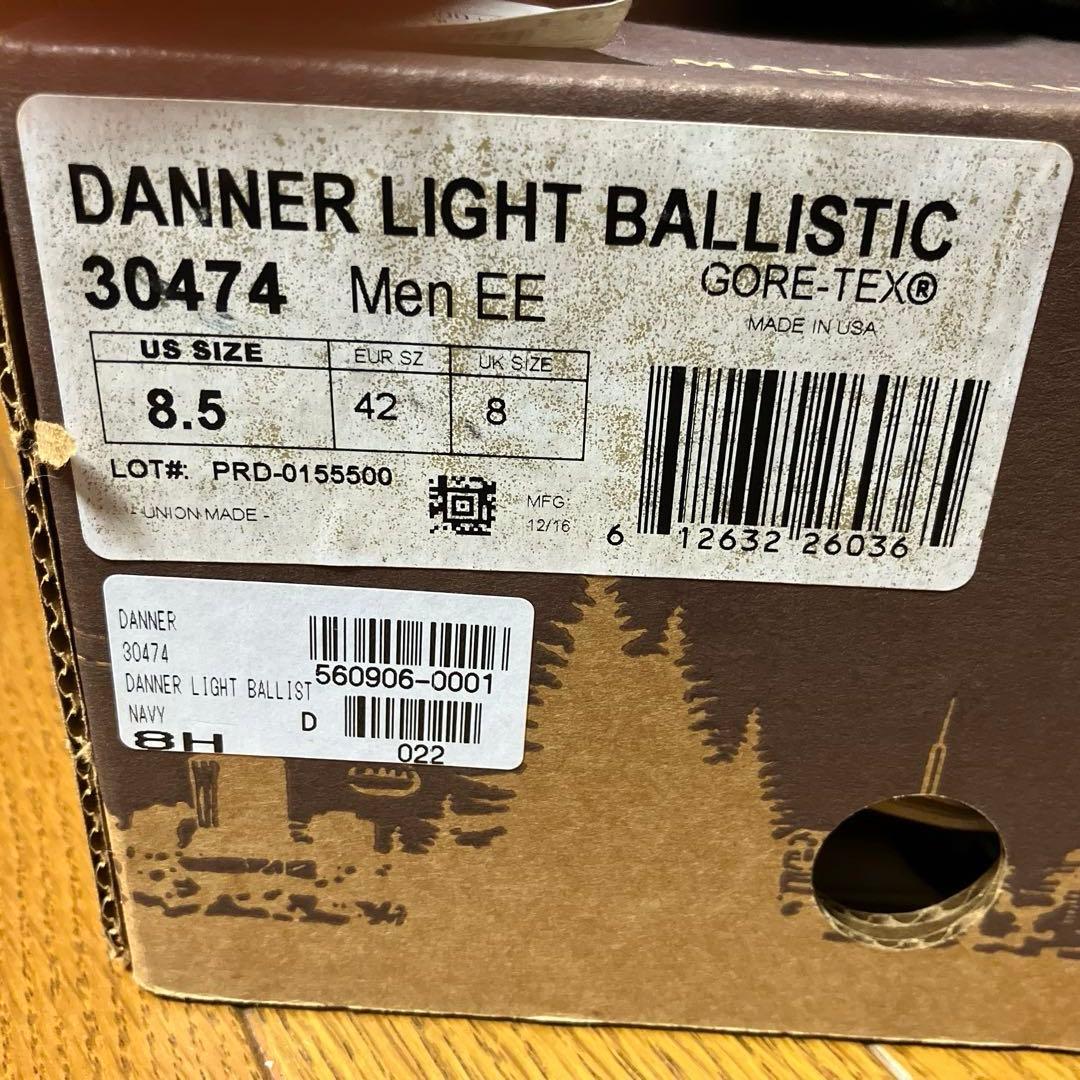 MADE IN
DANNER LIGHT BALLISTIC
30474 Men EE GORE-TEX®
MADE IN USA
US SIZE EUR SZ UK SIZE
8.5 42 8
LOT#: PRD-0155500
- UNION MADE -
MFG
12/16
6 12632 26036
DANNER
30474
DANNER LIGHT BALLIST
560906-0001
NAVY D
8H 022